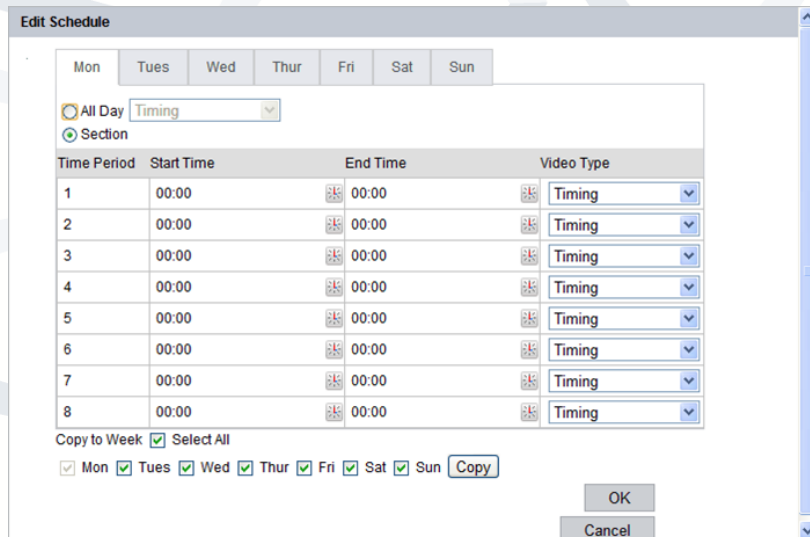 Edit Schedule
Mon Tues Wed Thur Fri Sat Sun
All Day Timing
Section
Time Period Start Time End Time Video Type
1 00:00 00:00 Timing
2 00:00 00:00 Timing
3 00:00 00:00 Timing
4 00:00 00:00 Timing
5 00:00 00:00 Timing
6 00:00 00:00 Timing
7 00:00 00:00 Timing
8 00:00 00:00 Timing
Copy to Week Select All
Mon Tues Wed Thur Fri Sat Sun Copy
OK
Cancel